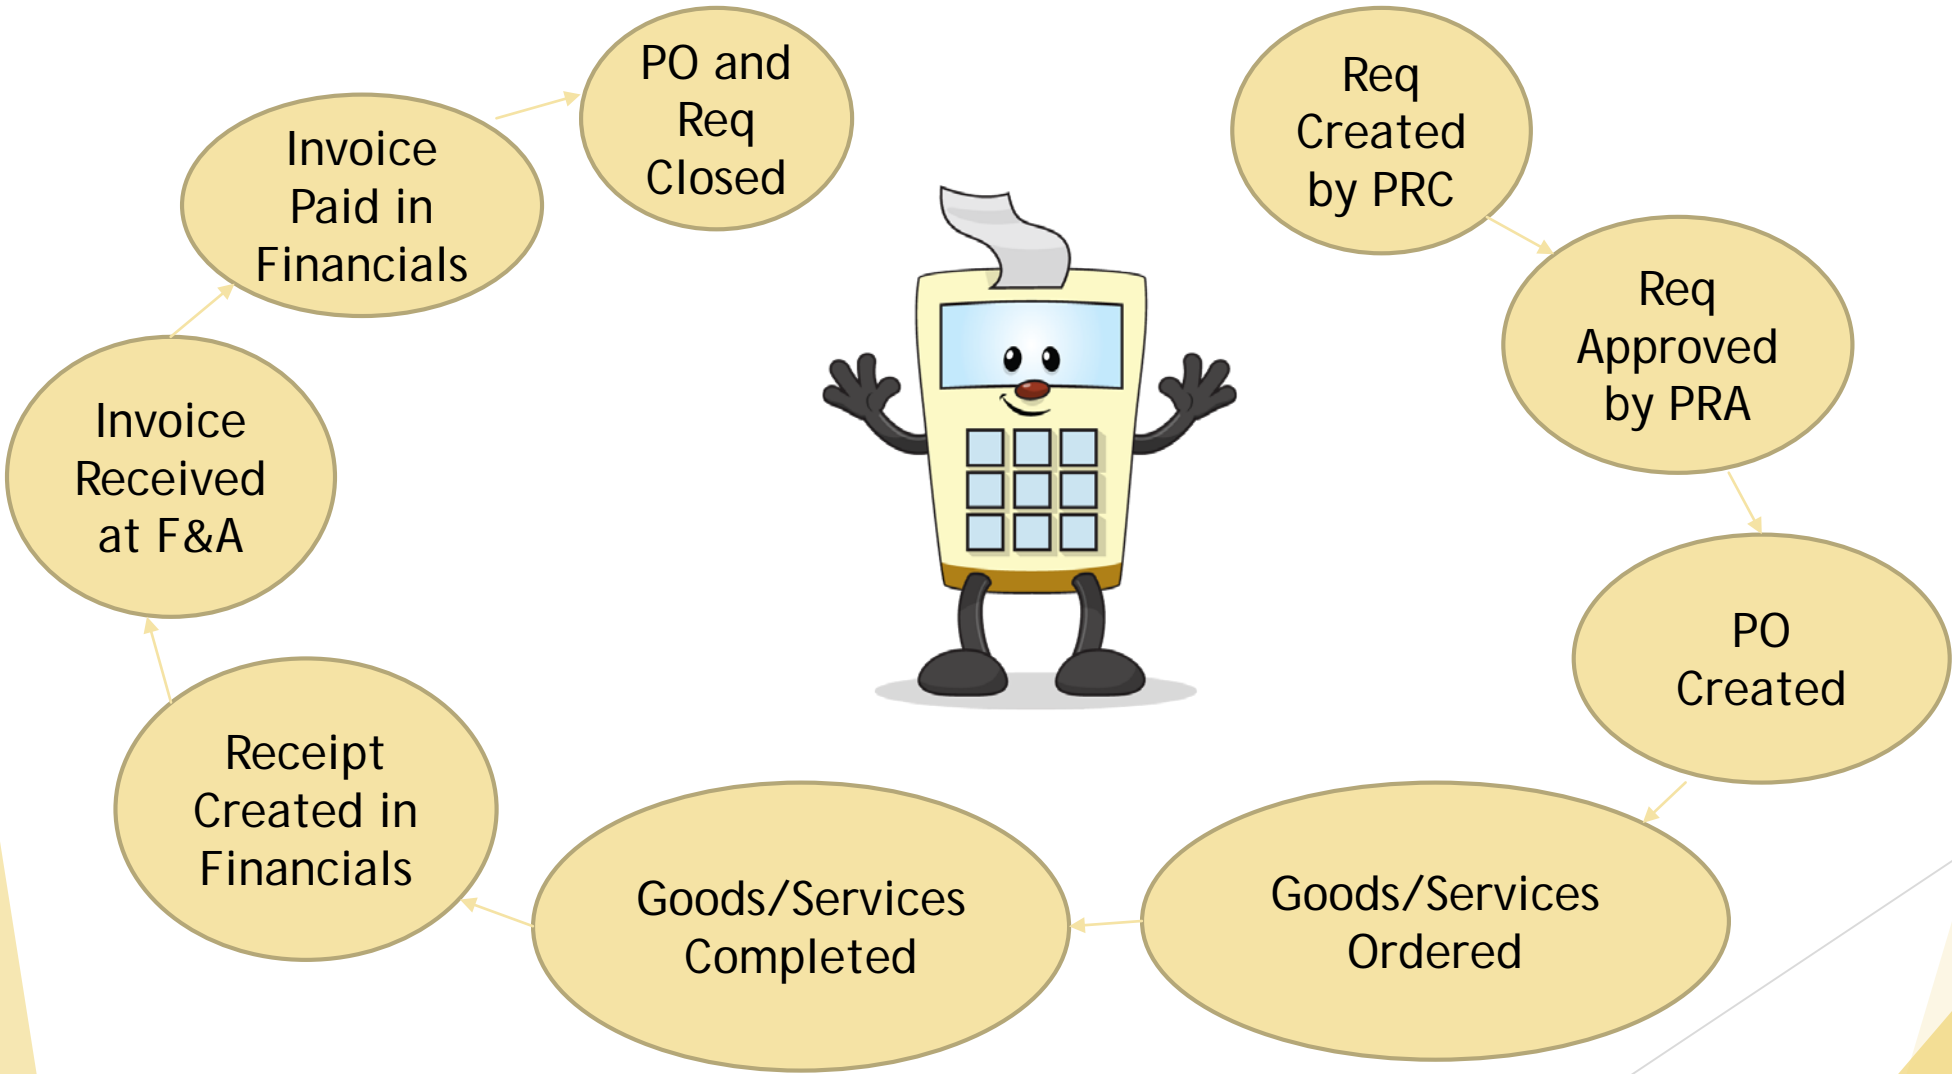 Req
Created
by PRC
Req
Approved
by PRA
PO
Created
Goods/Services
Ordered
Goods/Services
Completed
Receipt
Created in
Financials
Invoice
Received
at F&A
Invoice
Paid in
Financials
PO and
Req
Closed